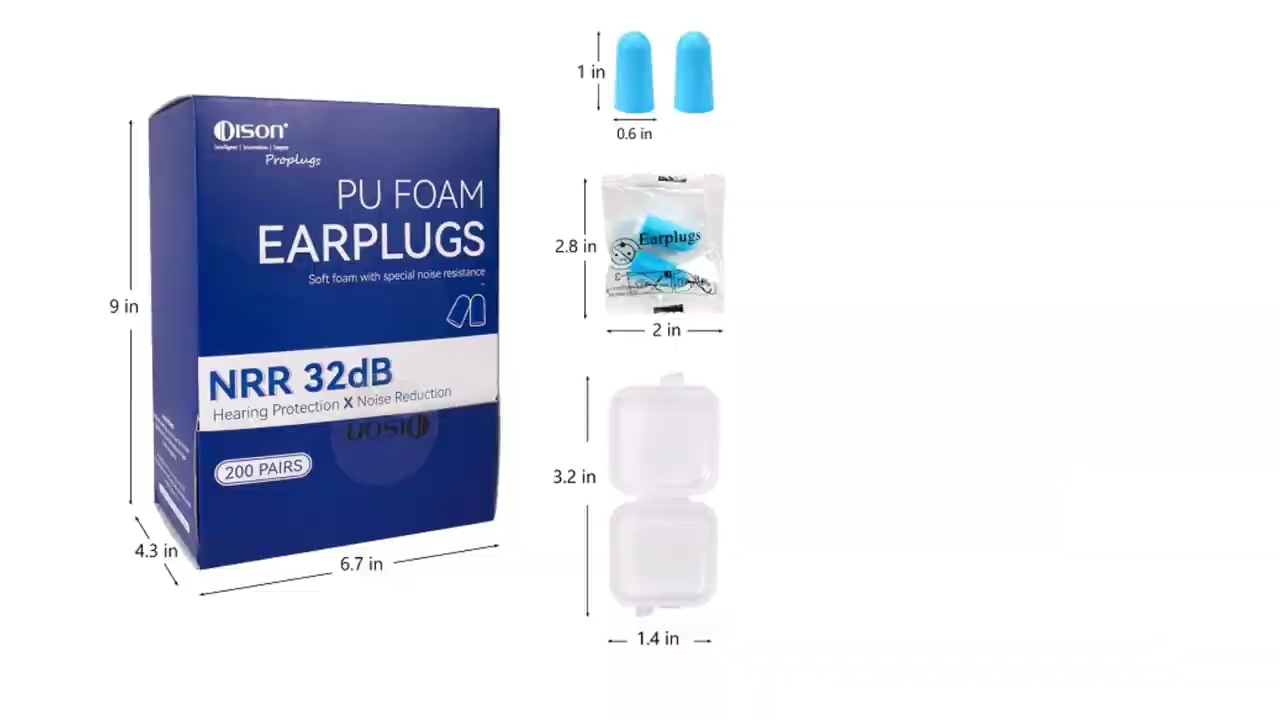 OISON
Proplugs
PU FOAM
EARPLUGS
Soft foam with special noise resistance
NRR 32dB
Hearing Protection X Noise Reduction
OISON
200 PAIRS
9 in
4.3 in
6.7 in
1 in
0.6 in
Earplugs
2.8 in
2 in
3.2 in
1.4 in